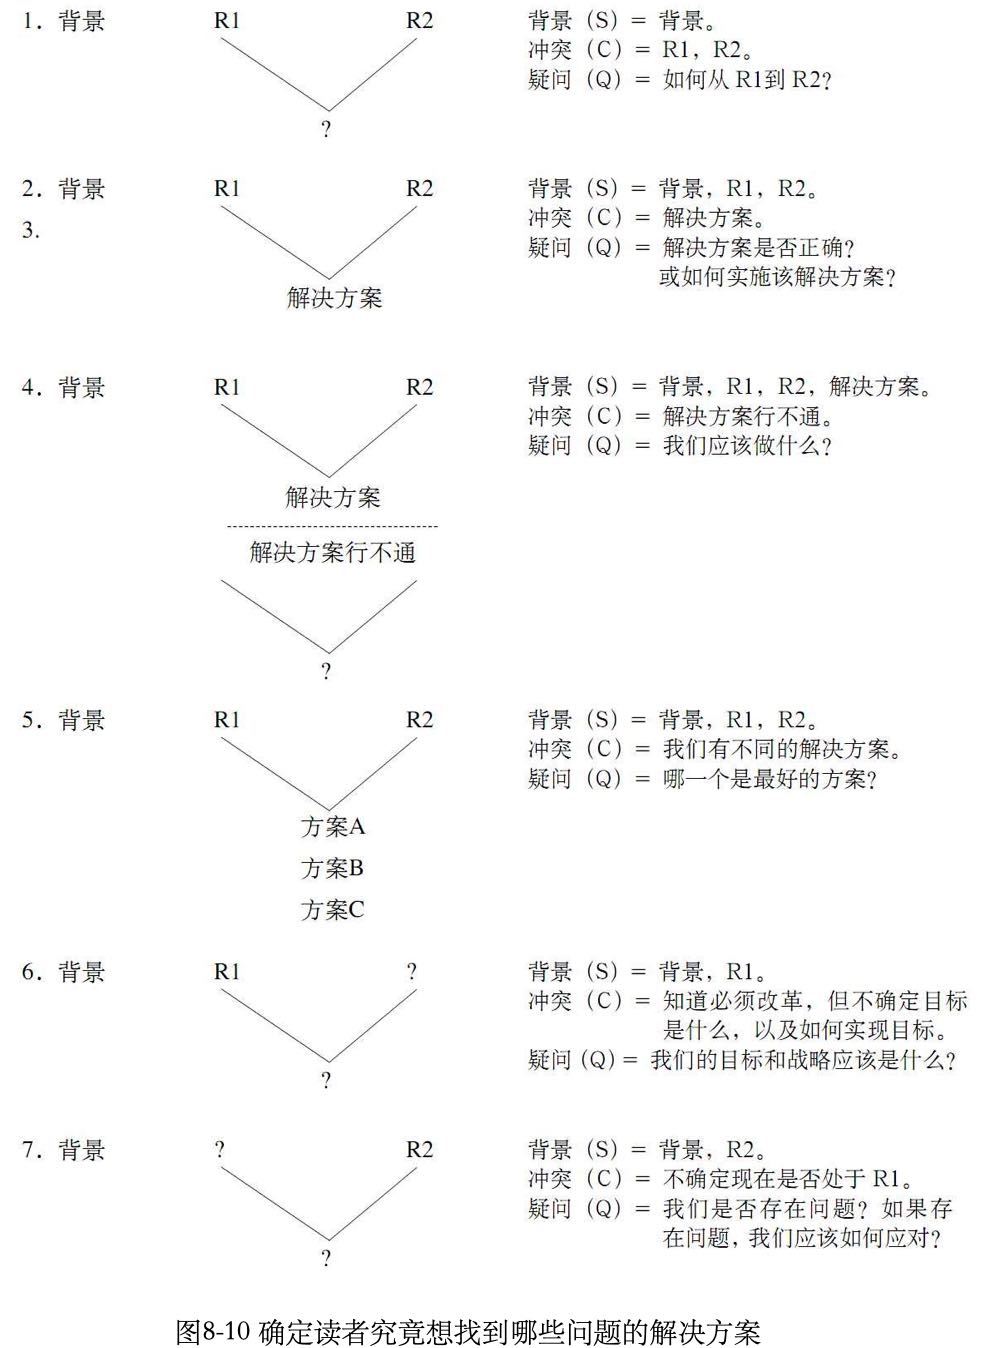 1. 背景 R1 R2 背景（S）= 背景。
冲突（C）= R1，R2。
疑问（Q）= 如何从 R1到 R2?
?
2. 背景 R1 R2 背景（S）= 背景，R1，R2。
3. 冲突（C）= 解决方案。
疑问（Q）= 解决方案是否正确?
或如何实施该解决方案?
解决方案
4. 背景 R1 R2 背景（S）= 背景，R1，R2，解决方案。
冲突（C）= 解决方案行不通。
疑问（Q）= 我们应该做什么?
解决方案
解决方案行不通
?
5. 背景 R1 R2 背景（S）= 背景，R1，R2。
冲突（C）= 我们有不同的解决方案。
疑问（Q）= 哪一个是最好的方案?
方案A
方案B
方案C
6. 背景 R1 ? 背景（S）= 背景，R1。
冲突（C）= 知道必须改革，但不确定目标
是什么，以及如何实现目标。
疑问（Q）= 我们的目标和战略应该是什么?
?
7. 背景 ? R2 背景（S）= 背景，R2。
冲突（C）= 不确定现在是否处于 R1。
疑问（Q）= 我们是否存在问题? 如果存
在问题，我们应该如何应对?
?
图8-10 确定读者究竟想找到哪些问题的解决方案